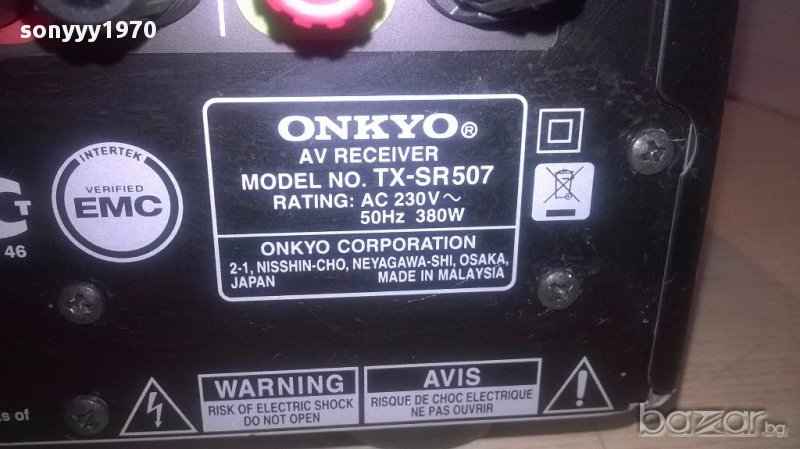 sonyyy1970
ONKYO®
AV RECEIVER
MODEL NO. TX-SR507
RATING: AC 230V~
50Hz 380W
ONKYO CORPORATION
2-1, NISSHIN-CHO, NEYAGAWA-SHI, OSAKA,
JAPAN MADE IN MALAYSIA
INTERTEK
VERIFIED
EMC
T
46
WARNING
RISK OF ELECTRIC SHOCK
DO NOT OPEN
AVIS
RISQUE DE CHOC ELECTRIQUE
NE PAS OUVRIR
ks of
bazar.bg